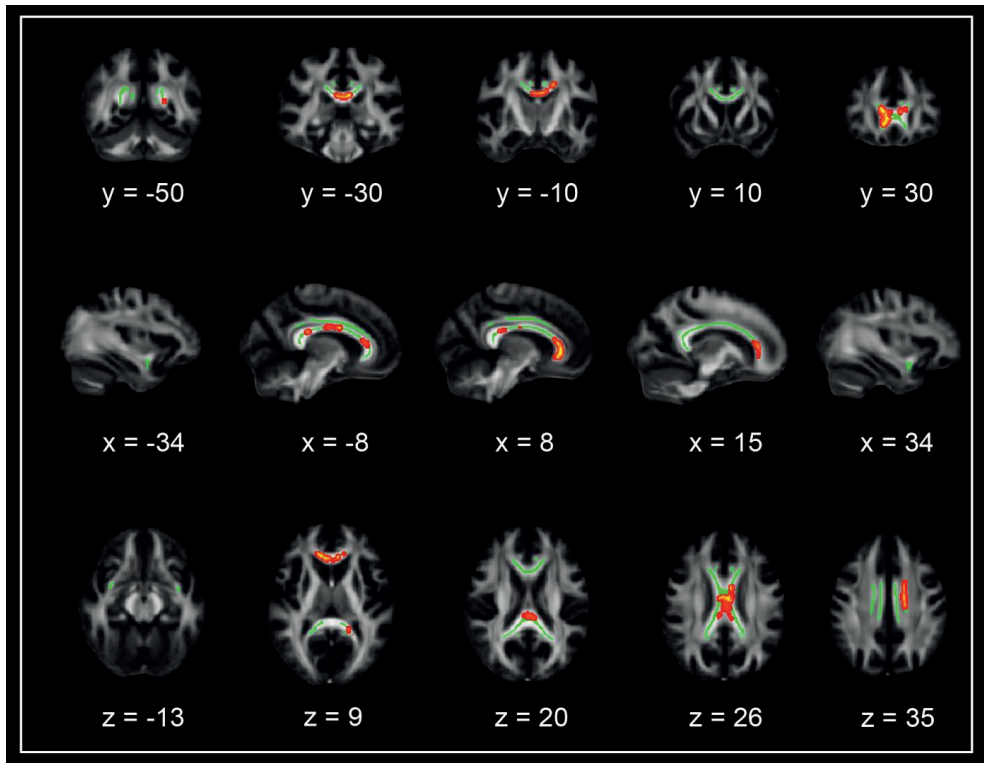 y = -50 y = -30 y = -10 y = 10 y = 30
x = -34 x = -8 x = 8 x = 15 x = 34
z = -13 z = 9 z = 20 z = 26 z = 35